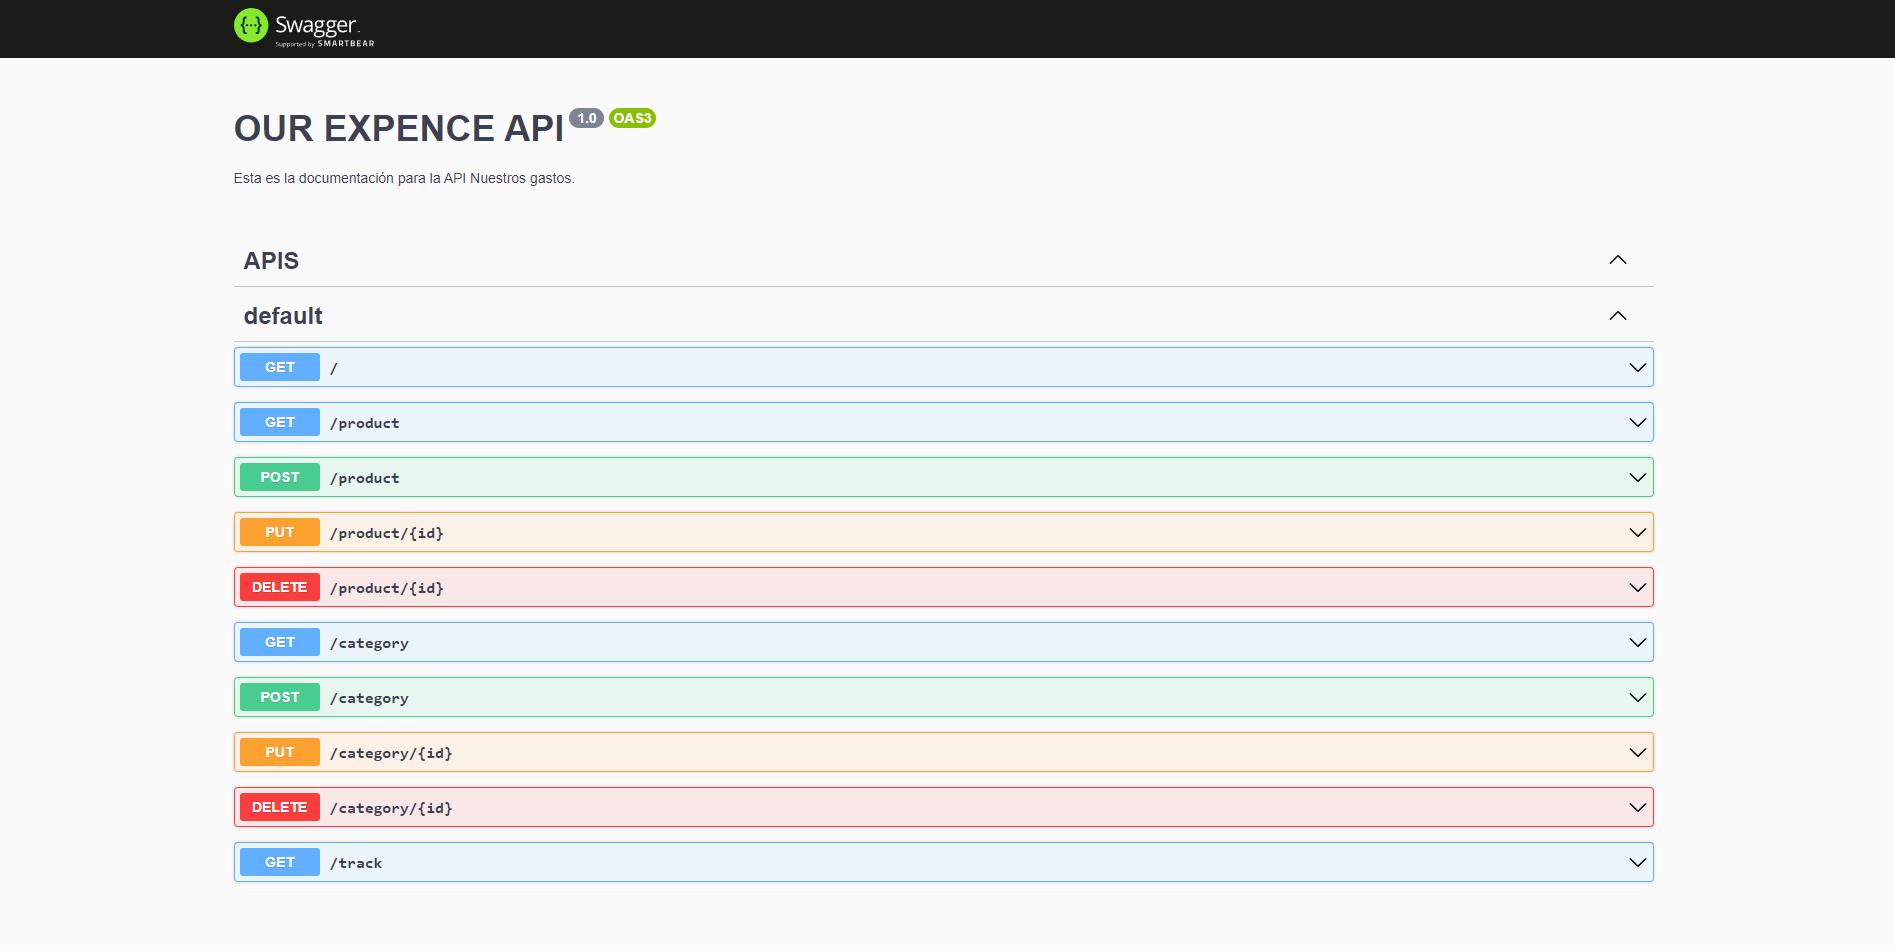 Swagger
Supported by SMARTBEAR
OUR EXPENCE API 1.0 OAS3
Esta es la documentación para la API Nuestros gastos.
APIS
default
GET /
GET /product
POST /product
PUT /product/{id}
DELETE /product/{id}
GET /category
POST /category
PUT /category/{id}
DELETE /category/{id}
GET /track